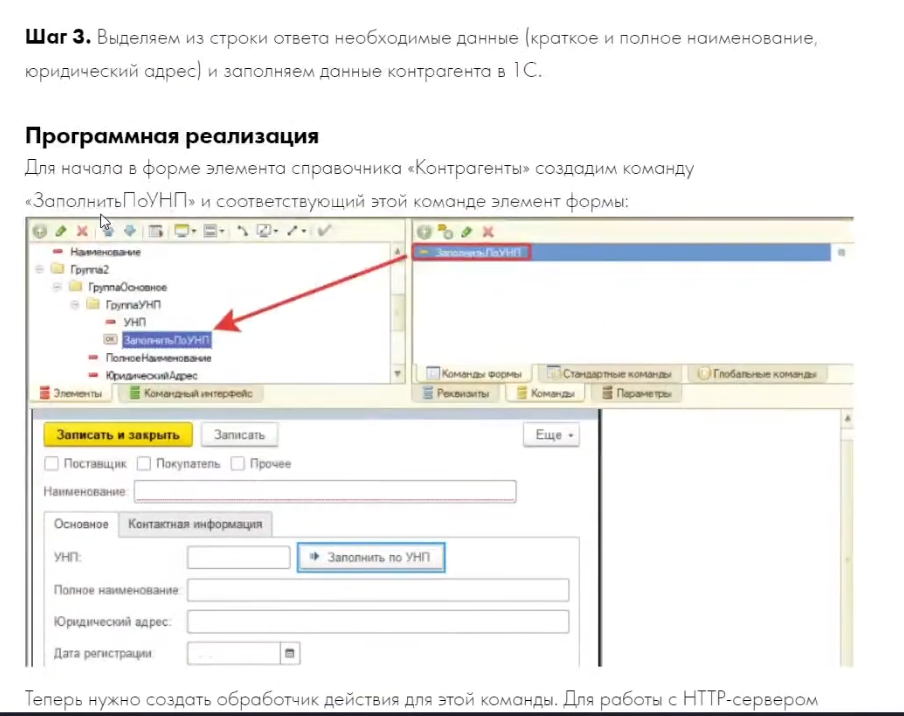 Шаг 3. Выделяем из строки ответа необходимые данные (краткое и полное наименование,
юридический адрес) и заполняем данные контрагента в 1С.
Программная реализация
Для начала в форме элемента справочника «Контрагенты» создадим команду
«ЗаполнитьПоУНП» и соответствующий этой команде элемент формы:
Наименование
Группа2
ГруппаОсновное
ГруппаУНП
УНП
ЗаполнитьПоУНП
ПолноеНаименование
ЮридическийАдрес
Элементы
Командный интерфейс
ЗаполнитьПоУНП
Команды формы
Стандартные команды
Глобальные команды
Реквизиты
Команды
Параметры
Записать и закрыть
Записать
Еще
Поставщик
Покупатель
Прочее
Наименование:
Основное
Контактная информация
УНП:
Заполнить по УНП
Полное наименование:
Юридический адрес:
Дата регистрации:
Теперь нужно создать обработчик действия для этой команды. Для работы с HTTP-сервером